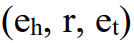 (eₕ, r, eₜ)